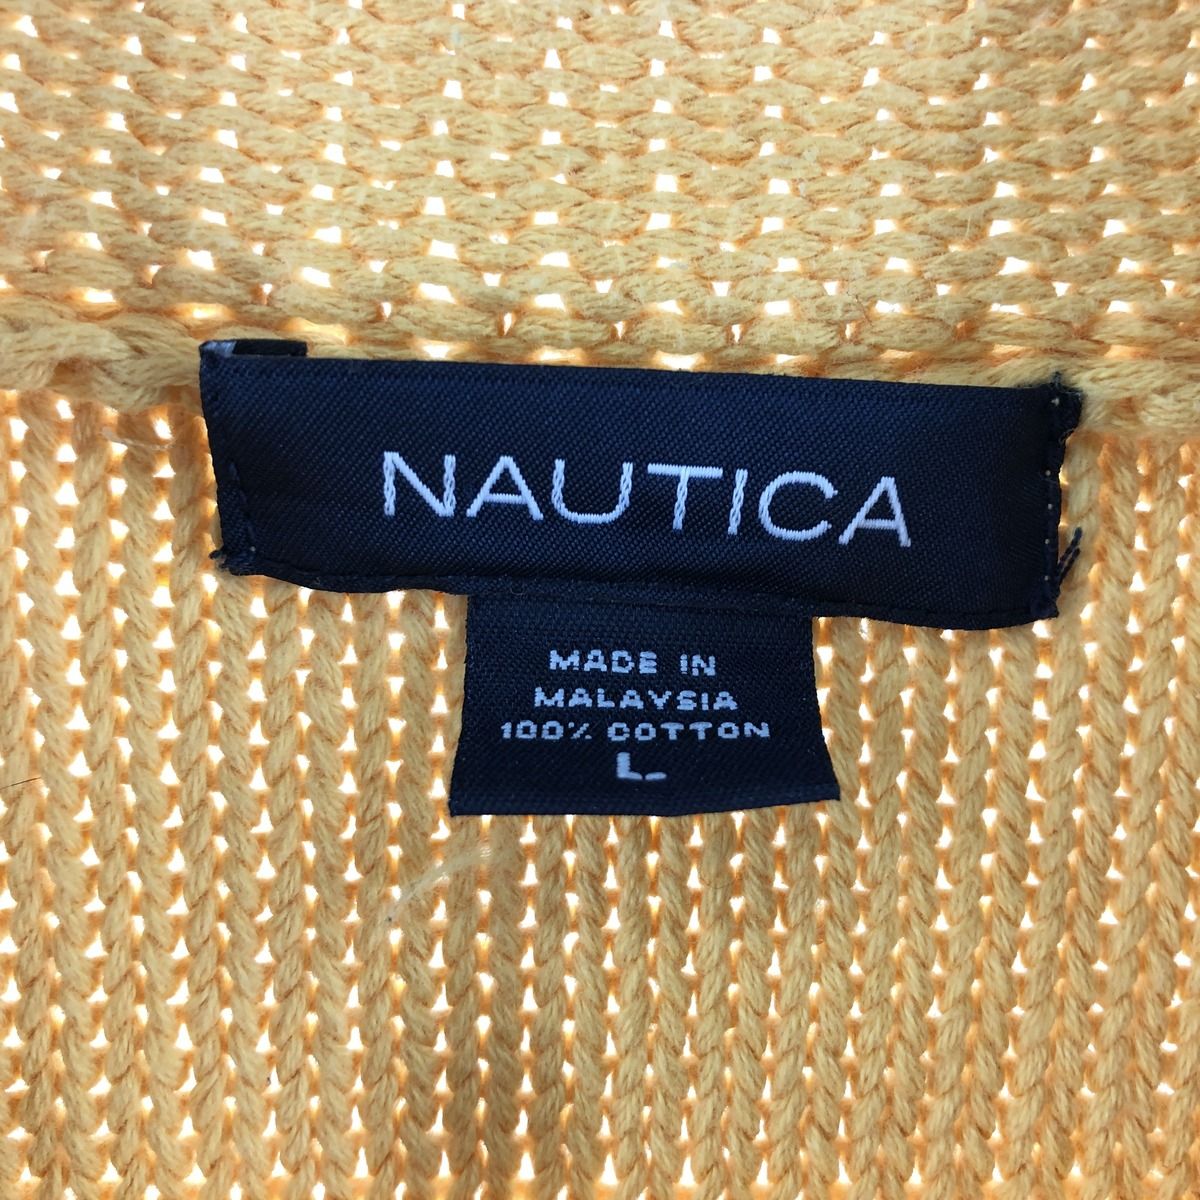 NAUTICA
MADE IN
MALAYSIA
100% COTTON
L